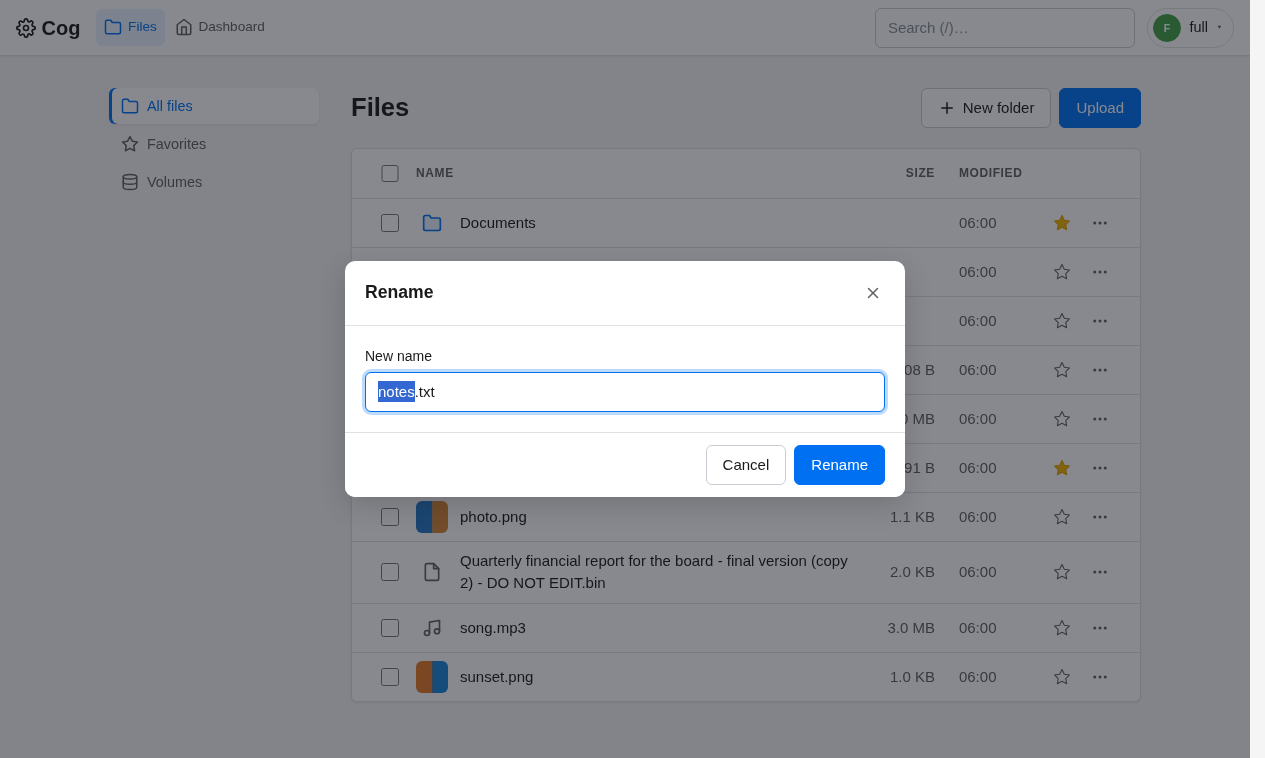 Cog
Files
Dashboard
Search (/)…
F
full
All files
Favorites
Volumes
Files
New folder
Upload
NAME
SIZE
MODIFIED
Documents
06:00
06:00
06:00
08 B
06:00
MB
06:00
91 B
06:00
Rename
New name
notes.txt
Cancel
Rename
photo.png
1.1 KB
06:00
Quarterly financial report for the board - final version (copy
2) - DO NOT EDIT.bin
2.0 KB
06:00
song.mp3
3.0 MB
06:00
sunset.png
1.0 KB
06:00